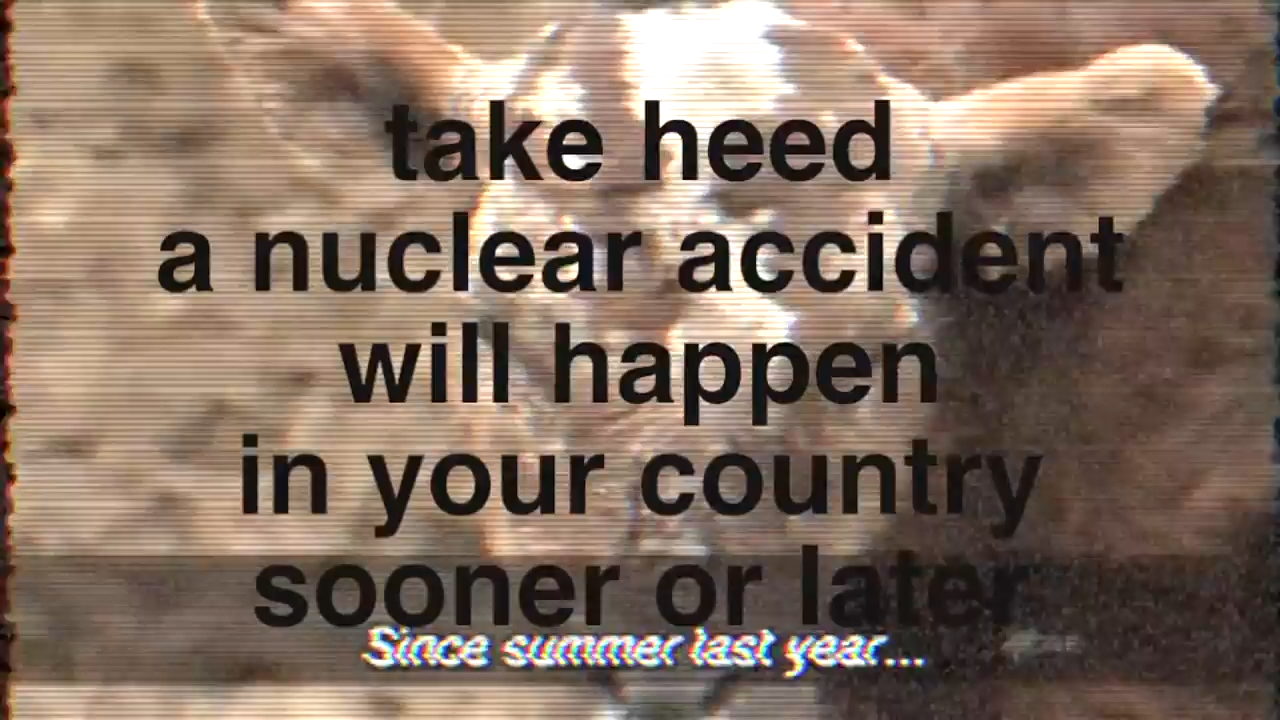 take heed
a nuclear accident
will happen
in your country
sooner or later
Since summer last year...